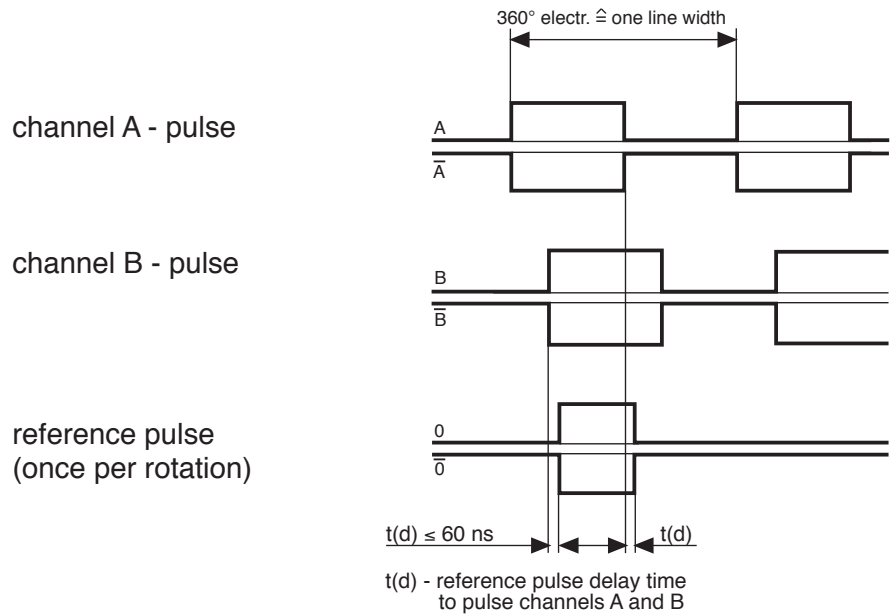 360° electr. ≙ one line width
channel A - pulse
A
A̅
channel B - pulse
B
B̅
reference pulse
(once per rotation)
0
0̅
t(d) ≤ 60 ns
t(d)
t(d) - reference pulse delay time
to pulse channels A and B